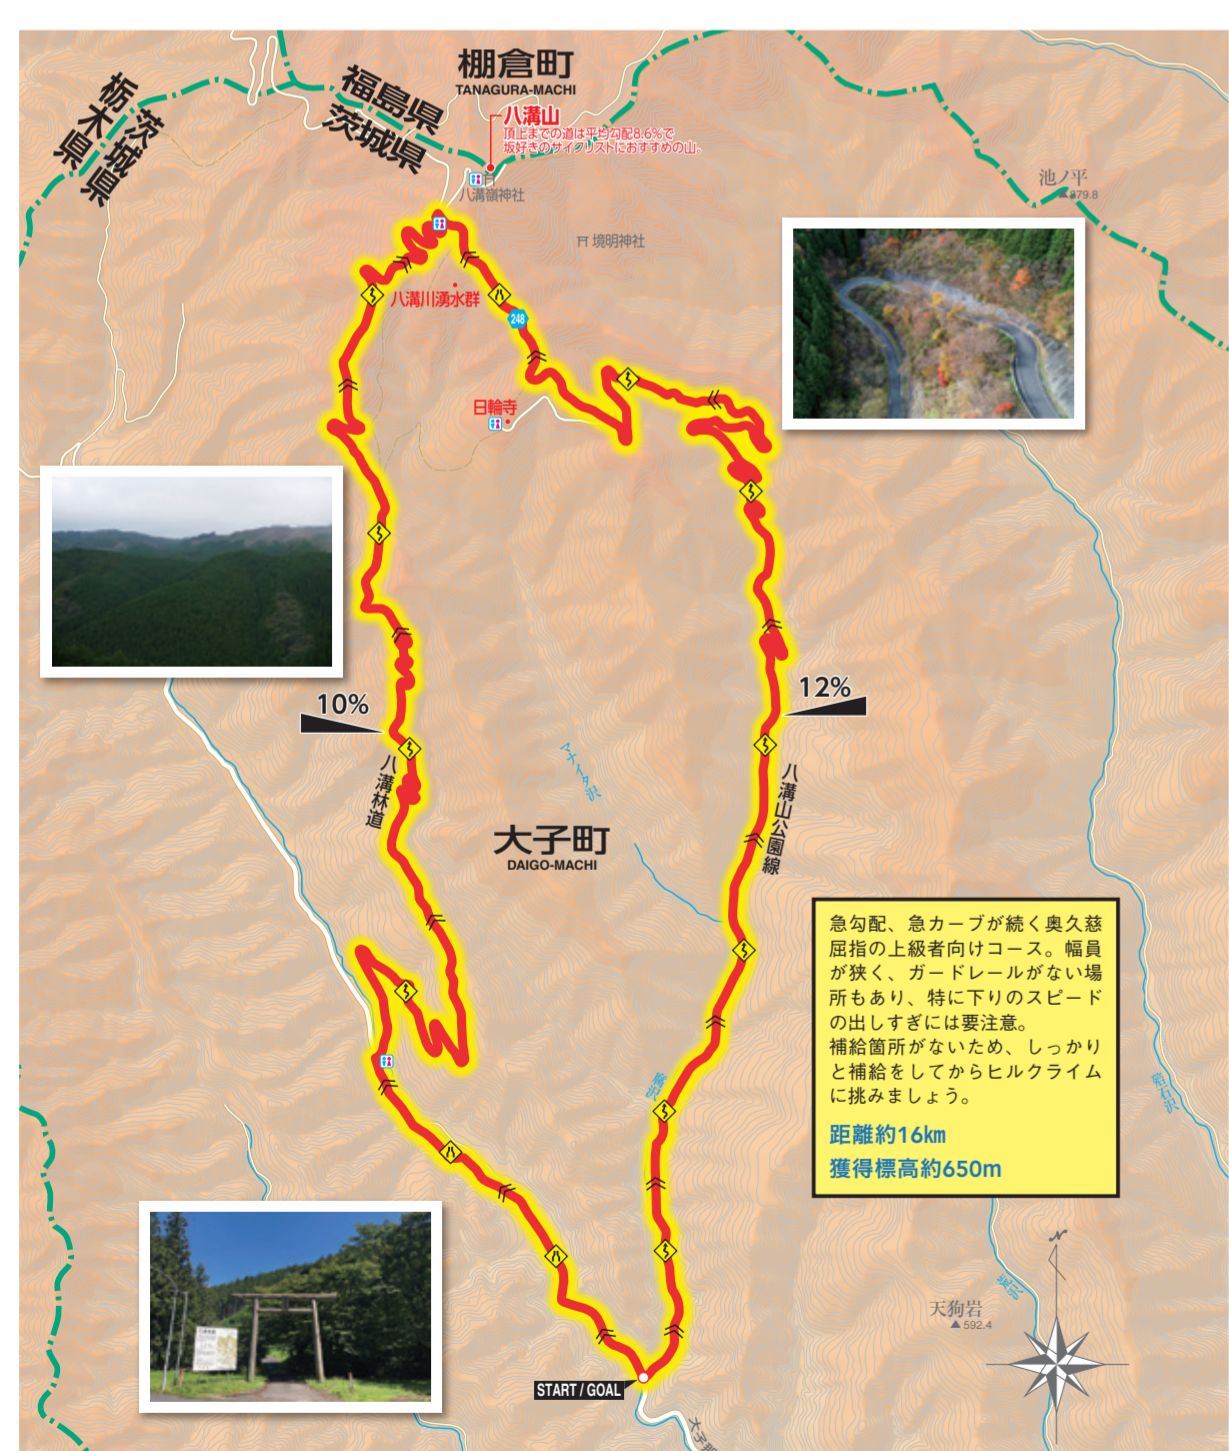 棚倉町
TANAGURA-MACHI
福島県
茨城県
茨城県
栃木県
八溝山
頂上までの道は平均勾配8.6%で
坂好きのサイクリストにおすすめの山。
八溝嶺神社
池ノ平
境明神社
八溝川湧水群
248
日輪寺
10%
12%
八溝林道
マナイタ沢
八溝山公園線
大子町
DAIGO-MACHI
急勾配、急カーブが続く奥久慈
屈指の上級者向けコース。幅員
が狭く、ガードレールがない場
所もあり、特に下りのスピード
の出しすぎには要注意。
補給箇所がないため、しっかり
と補給をしてからヒルクライム
に挑みましょう。
距離約16km
獲得標高約650m
天狗岩
592.4
N
START / GOAL